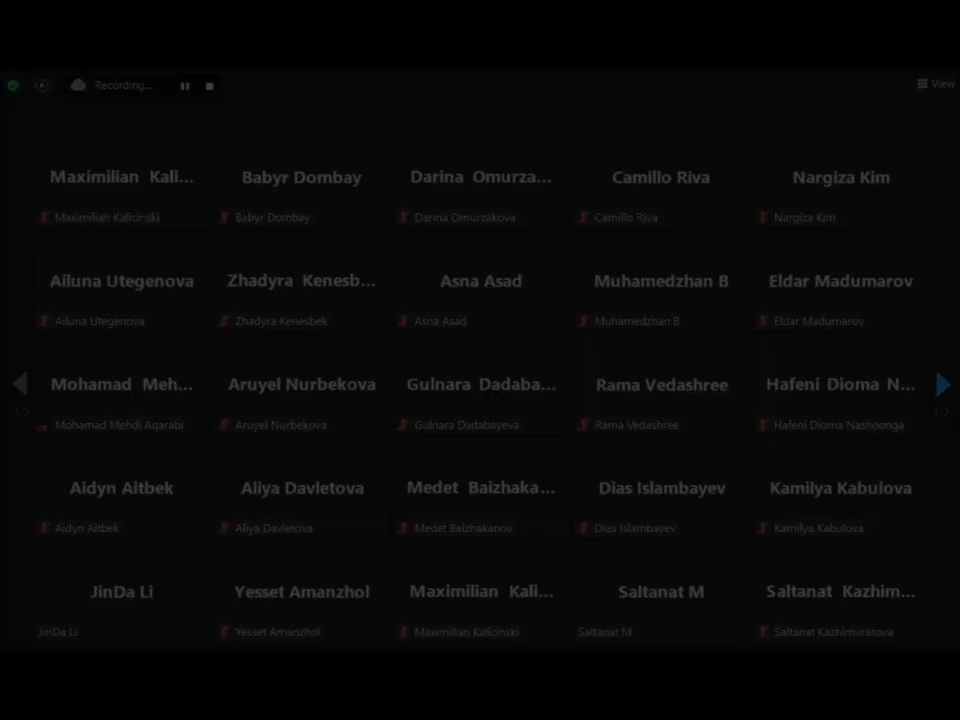 Recording... View
Maximilian Kali... Babyr Dombay Darina Omurza... Camillo Riva Nargiza Kim
Maximilian Kalicinski Babyr Dombay Darina Omurzakova Camillo Riva Nargiza Kim
Ailuna Utegenova Zhadyra Kenesb... Asna Asad Muhamedzhan B Eldar Madumarov
Ailuna Utegenova Zhadyra Kenesbek Asna Asad Muhamedzhan B Eldar Madumarov
Mohamad Meh... Aruyel Nurbekova Gulnara Dadaba... Rama Vedashree Hafeni Dioma N...
1/2 1/2
Mohamad Mehdi Aqarabi Aruyel Nurbekova Gulnara Dadabayeva Rama Vedashree Hafeni Dioma Nashoonga
Aidyn Aitbek Aliya Davletova Medet Baizhaka... Dias Islambayev Kamilya Kabulova
Aidyn Aitbek Aliya Davletova Medet Baizhakanov Dias Islambayev Kamilya Kabulova
JinDa Li Yesset Amanzhol Maximilian Kali... Saltanat M Saltanat Kazhim...
JinDa Li Yesset Amanzhol Maximilian Kalicinski Saltanat M Saltanat Kazhimuratova